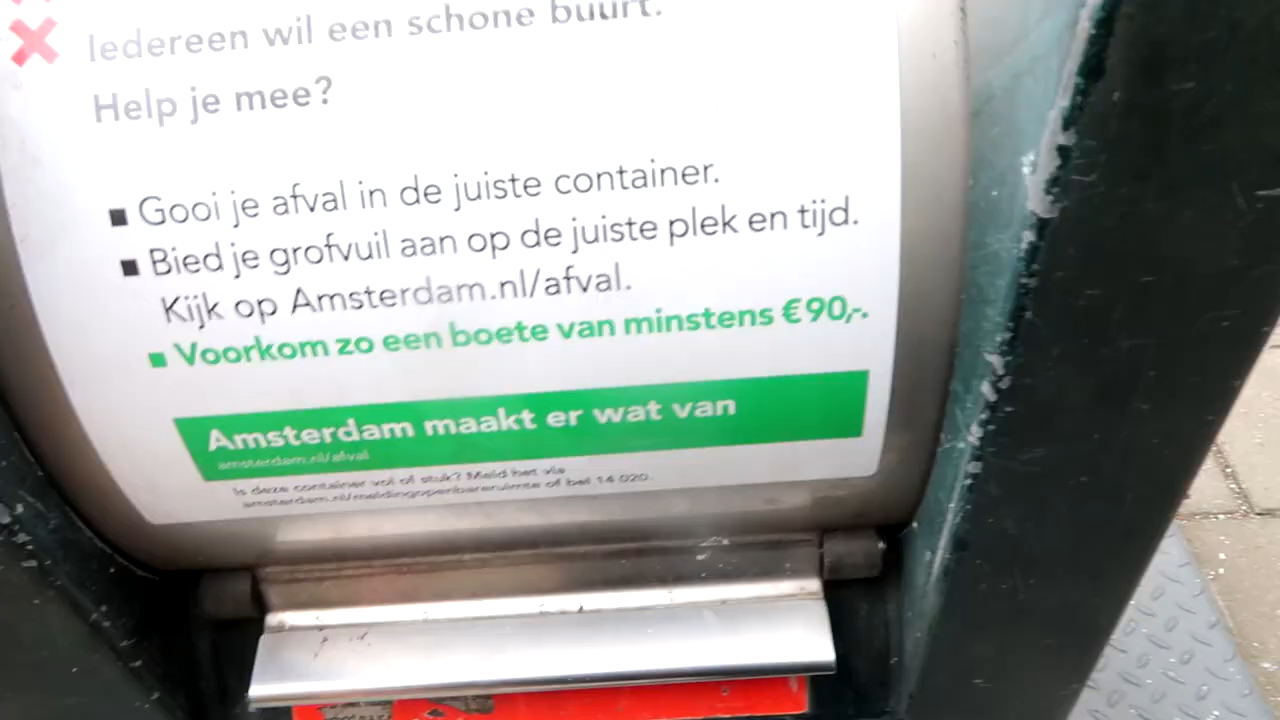 Iedereen wil een schone buurt.
Help je mee?
▪ Gooi je afval in de juiste container.
▪ Bied je grofvuil aan op de juiste plek en tijd.
Kijk op Amsterdam.nl/afval.
▪ Voorkom zo een boete van minstens €90,-.
Amsterdam maakt er wat van
amsterdam.nl/afval
Is deze container vol of stuk? Meld het via
amsterdam.nl/meldingopenbareruimte of bel 14 020.